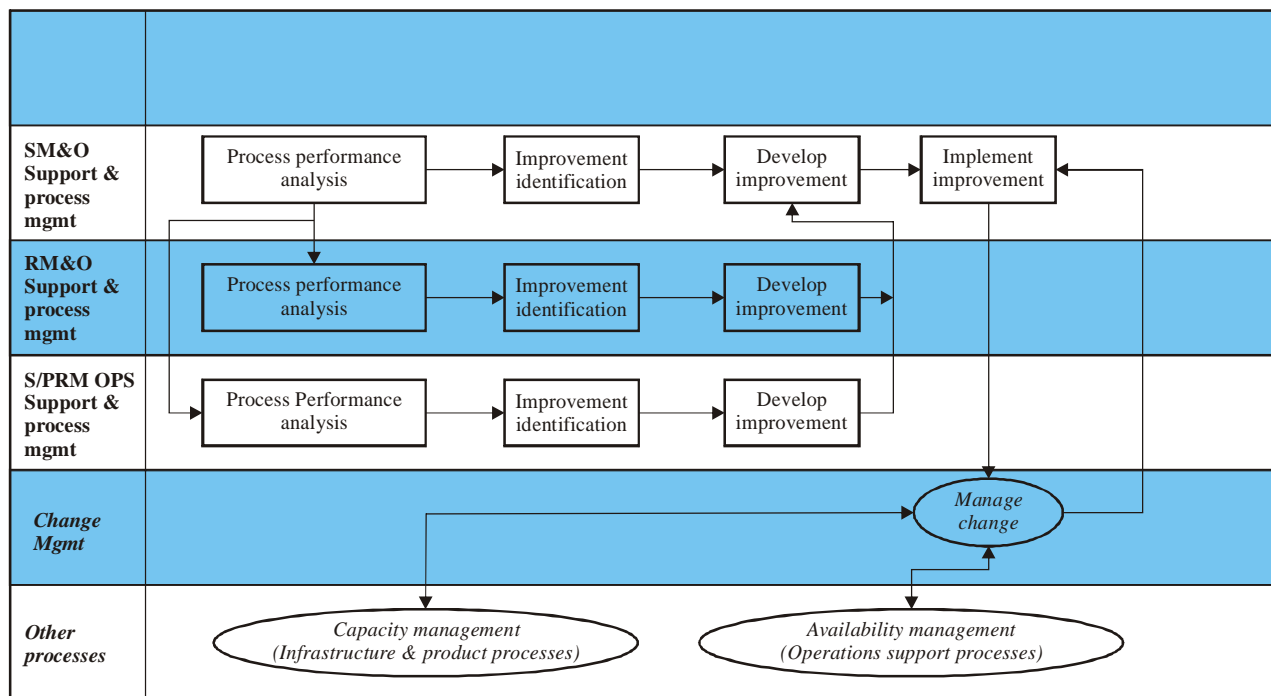 SM&O
Support &
process
mgmt
Process performance
analysis
Improvement
identification
Develop
improvement
Implement
improvement
RM&O
Support &
process
mgmt
Process performance
analysis
Improvement
identification
Develop
improvement
S/PRM OPS
Support &
process
mgmt
Process Performance
analysis
Improvement
identification
Develop
improvement
Change
Mgmt
Manage
change
Other
processes
Capacity management
(Infrastructure & product processes)
Availability management
(Operations support processes)